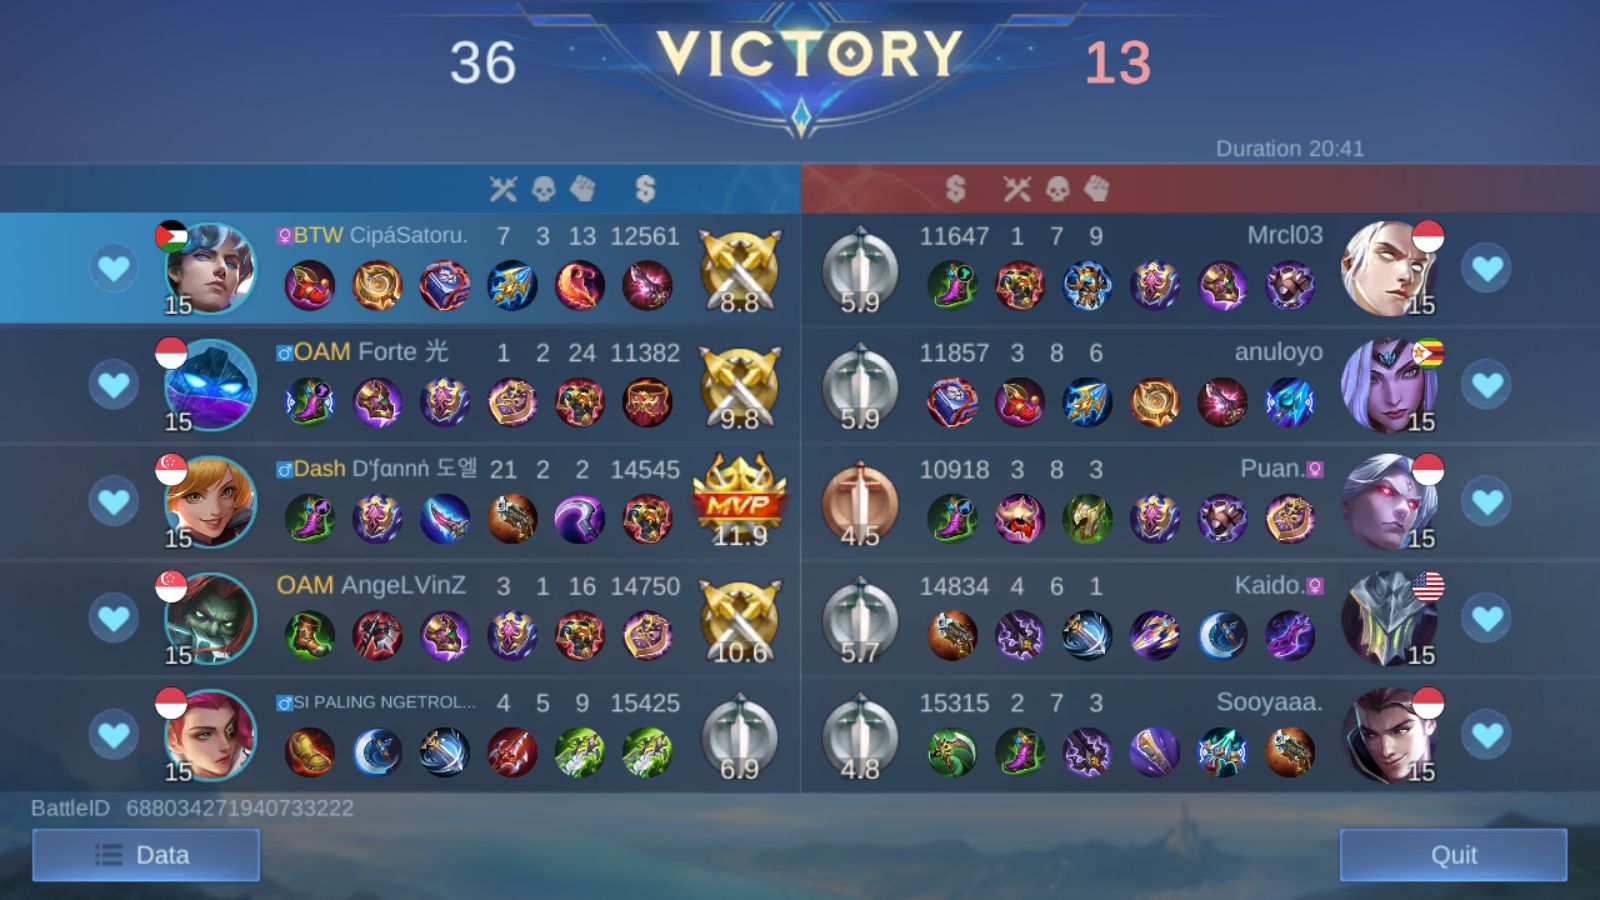 36 VICTORY 13
Duration 20:41
BTW CipáSatoru. 7 3 13 12561 11647 1 7 9 Mrcl03
15 8.8 5.9 15
OAM Forte 光 1 2 24 11382 11857 3 8 6 anuloyo
15 9.8 5.9 15
Dash D'ƒαnnṅ 도엘 21 2 2 14545 10918 3 8 3 Puan.
15 MVP 11.9 4.5 15
OAM AngeLVinZ 3 1 16 14750 14834 4 6 1 Kaido.
15 10.6 5.7 15
SI PALING NGETROL... 4 5 9 15425 15315 2 7 3 Sooyaaa.
15 6.9 4.8 15
BattleID 688034271940733222
Data Quit